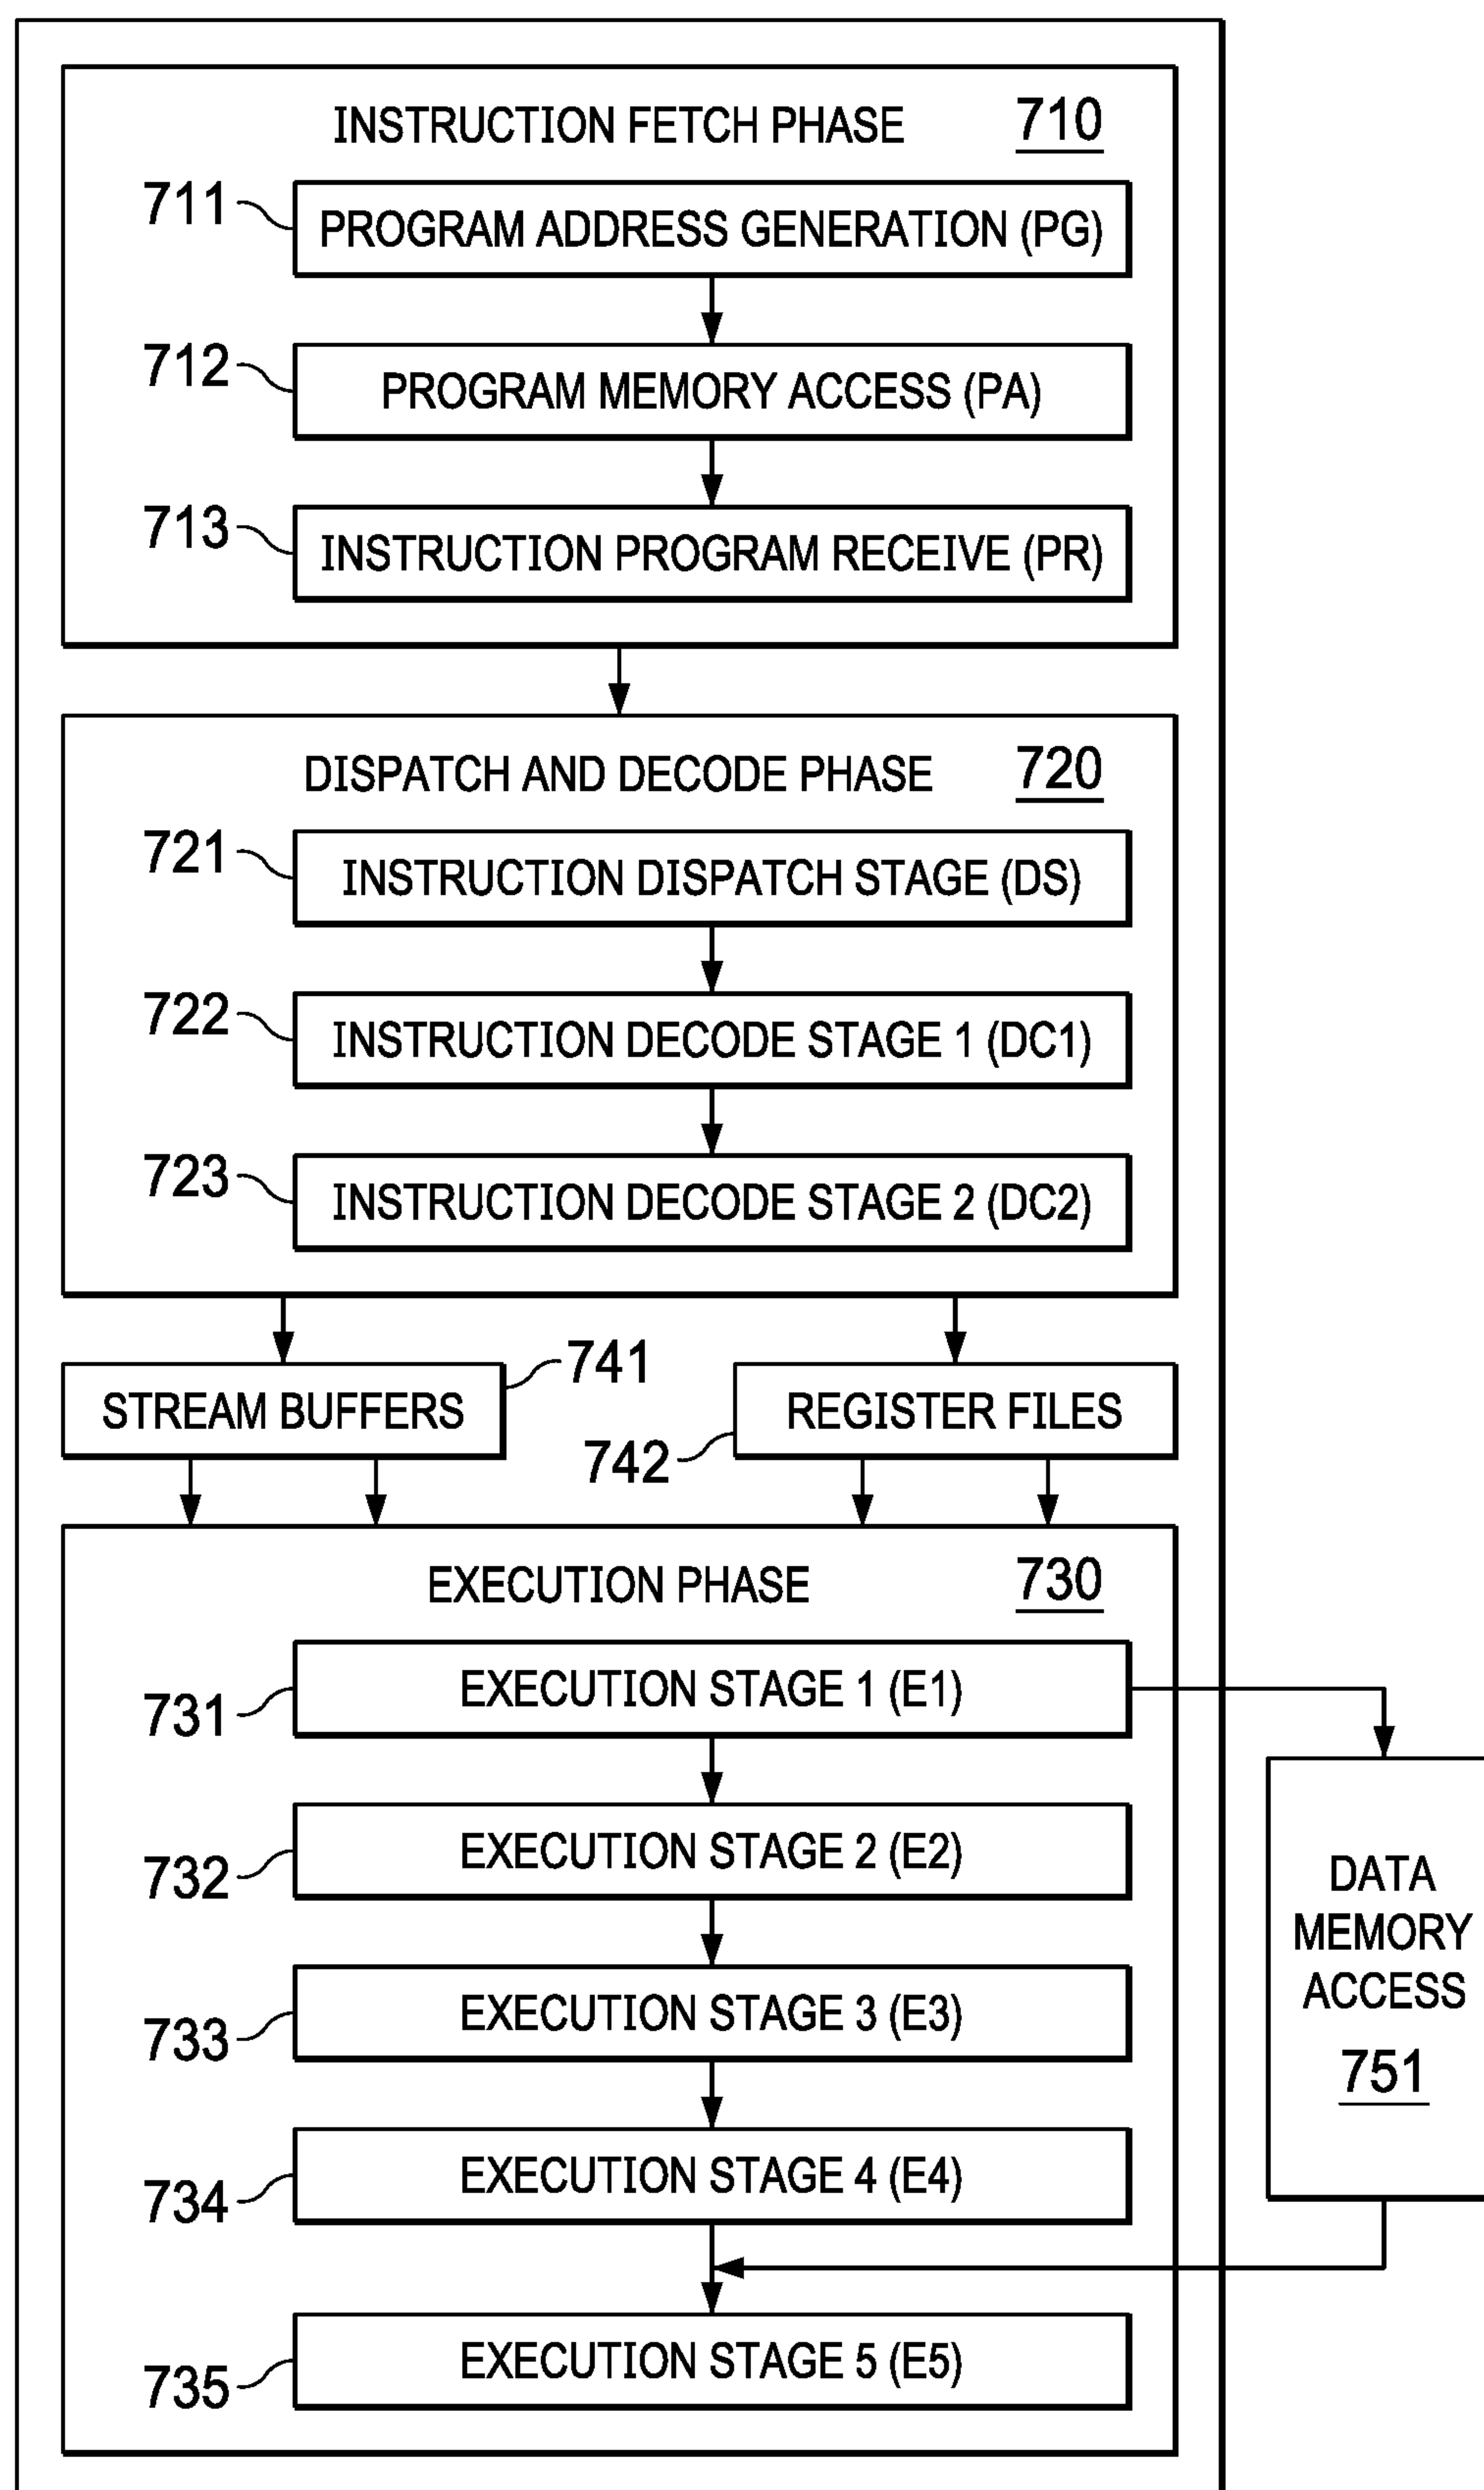 INSTRUCTION FETCH PHASE 710
711
PROGRAM ADDRESS GENERATION (PG)
712
PROGRAM MEMORY ACCESS (PA)
713
INSTRUCTION PROGRAM RECEIVE (PR)
DISPATCH AND DECODE PHASE 720
721
INSTRUCTION DISPATCH STAGE (DS)
722
INSTRUCTION DECODE STAGE 1 (DC1)
723
INSTRUCTION DECODE STAGE 2 (DC2)
STREAM BUFFERS
741
REGISTER FILES
742
EXECUTION PHASE 730
EXECUTION STAGE 1 (E1)
731
EXECUTION STAGE 2 (E2)
732
EXECUTION STAGE 3 (E3)
733
EXECUTION STAGE 4 (E4)
734
EXECUTION STAGE 5 (E5)
735
DATA
MEMORY
ACCESS
751